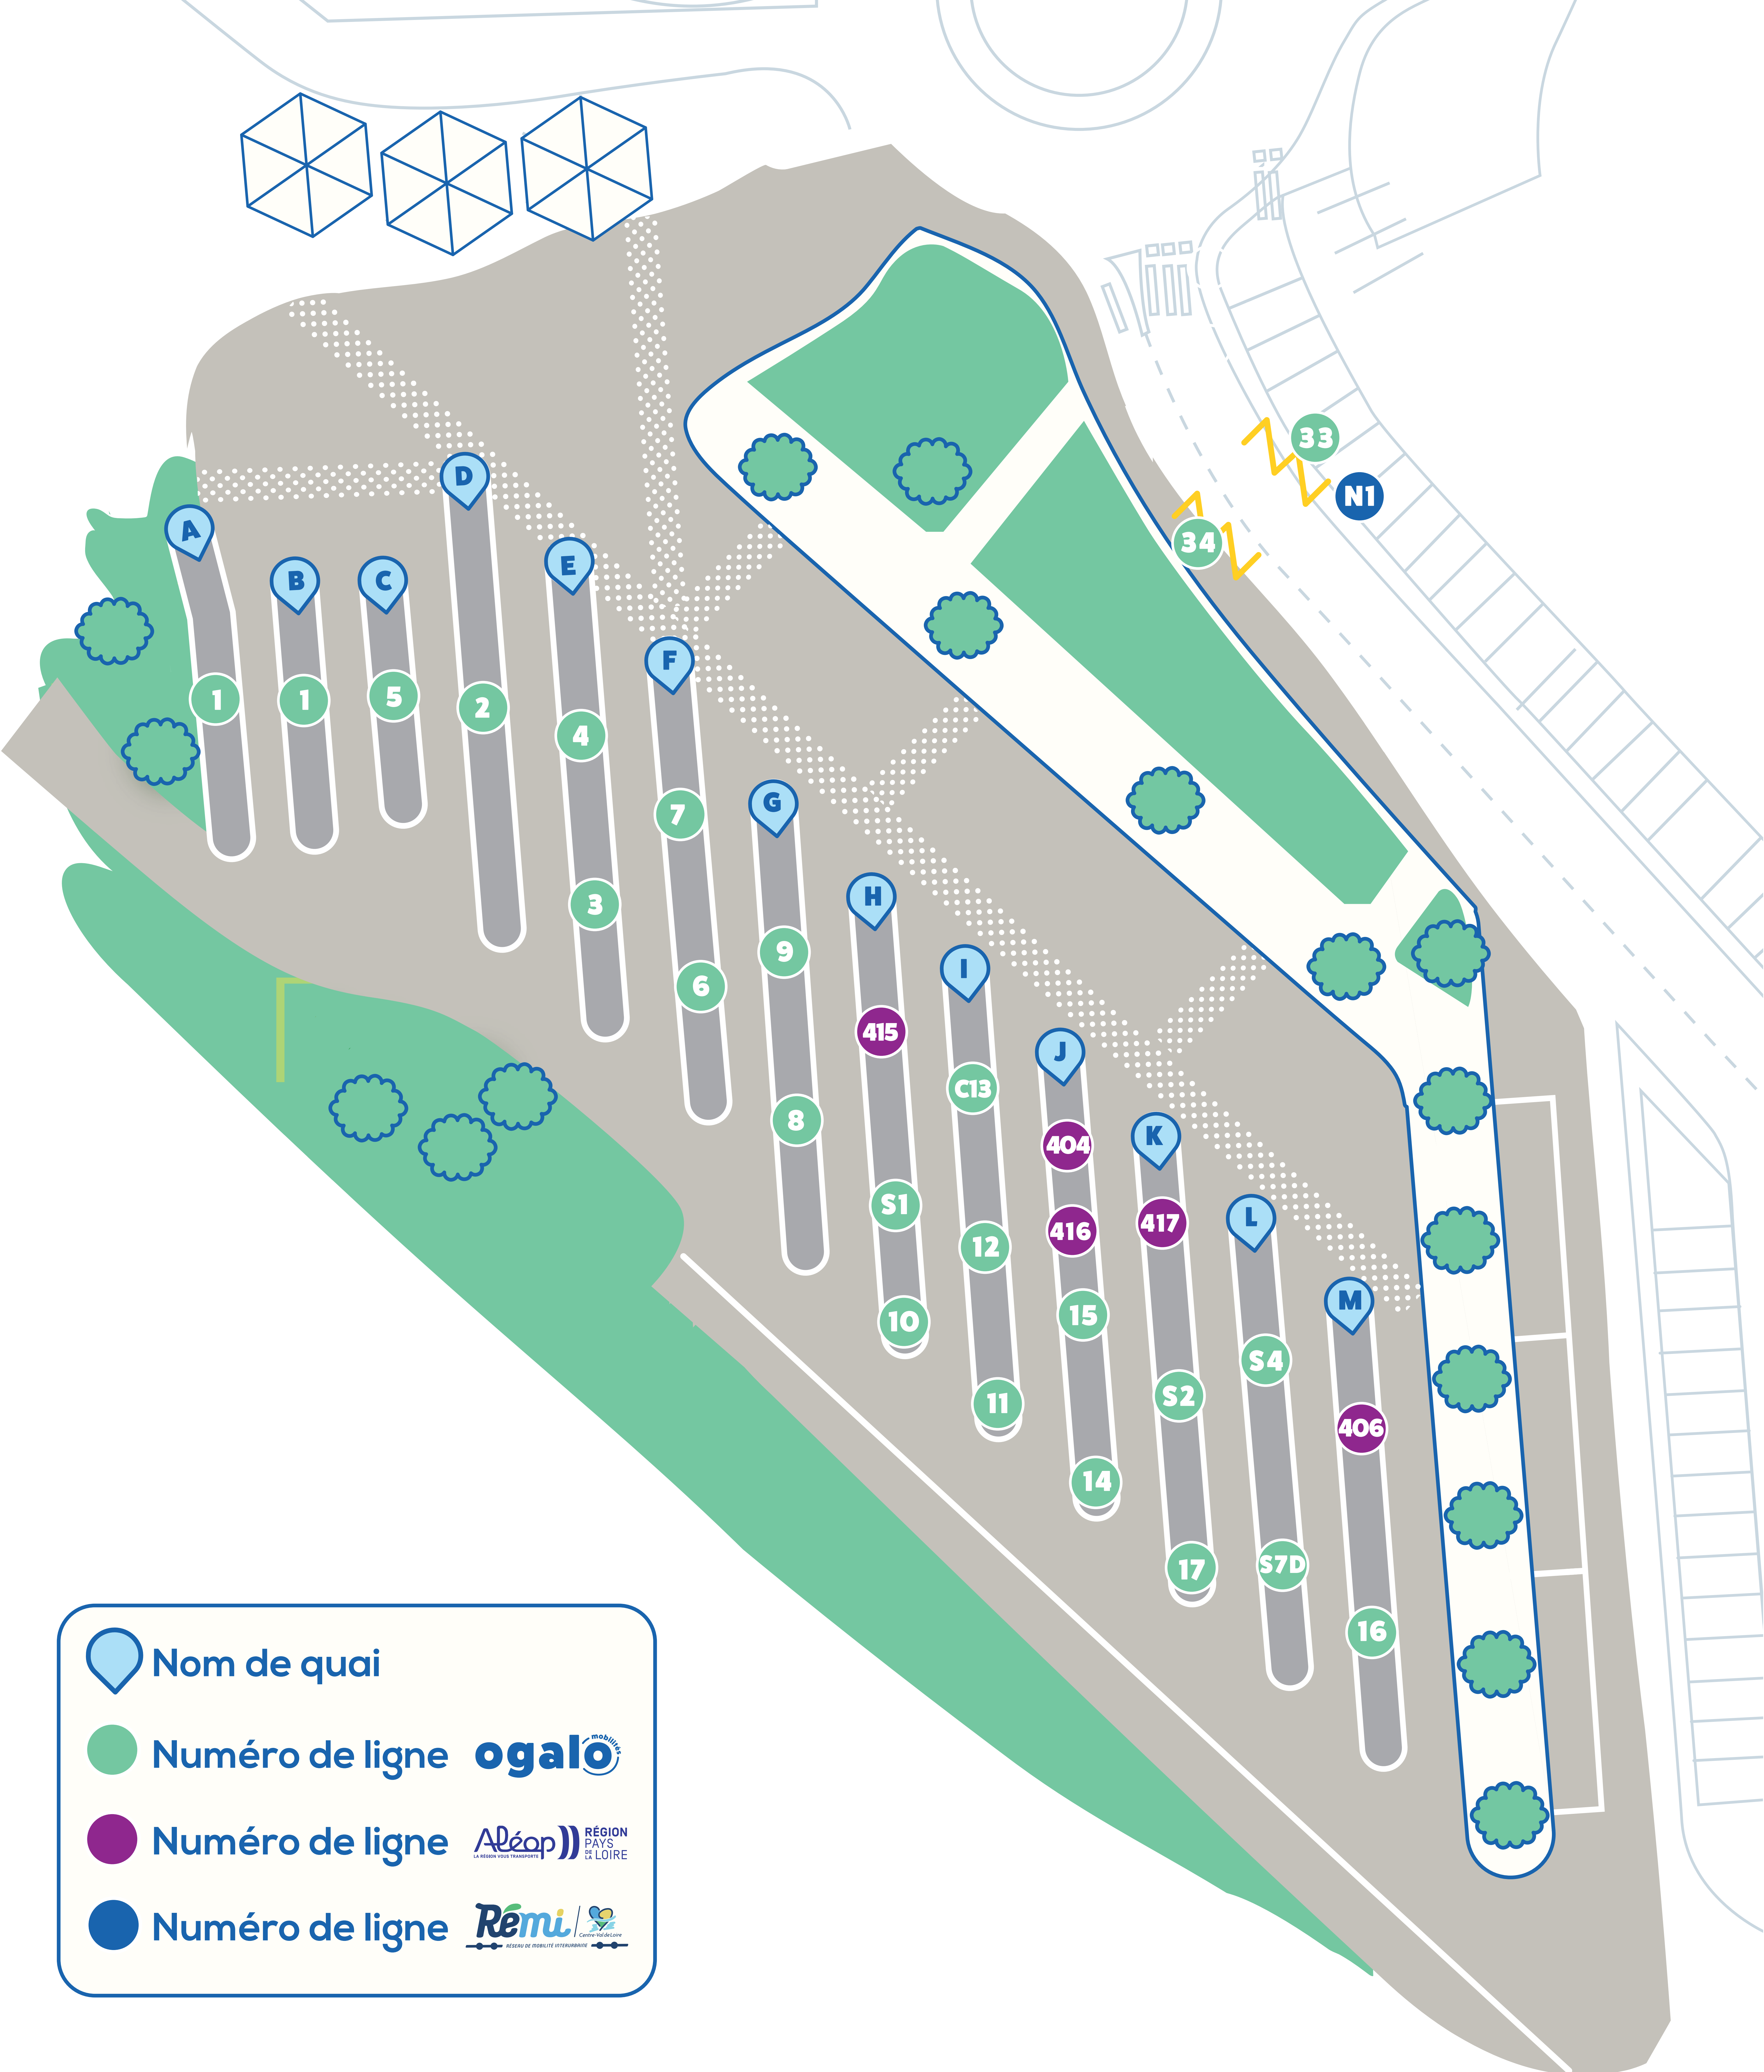 33
N1
34
D
A
E
B
C
F
1
1
5
2
4
G
7
H
3
9
I
6
415
J
C13
8
K
404
S1
L
417
416
12
M
15
10
S4
S2
11
406
14
S7D
17
16
Nom de quai
Numéro de ligne ogalo mobilités
Numéro de ligne Aléop RÉGION PAYS DE LA LOIRE
LA RÉGION VOUS TRANSPORTE
Numéro de ligne Rémi Centre-Val de Loire
RÉSEAU DE MOBILITÉ INTERURBAINE